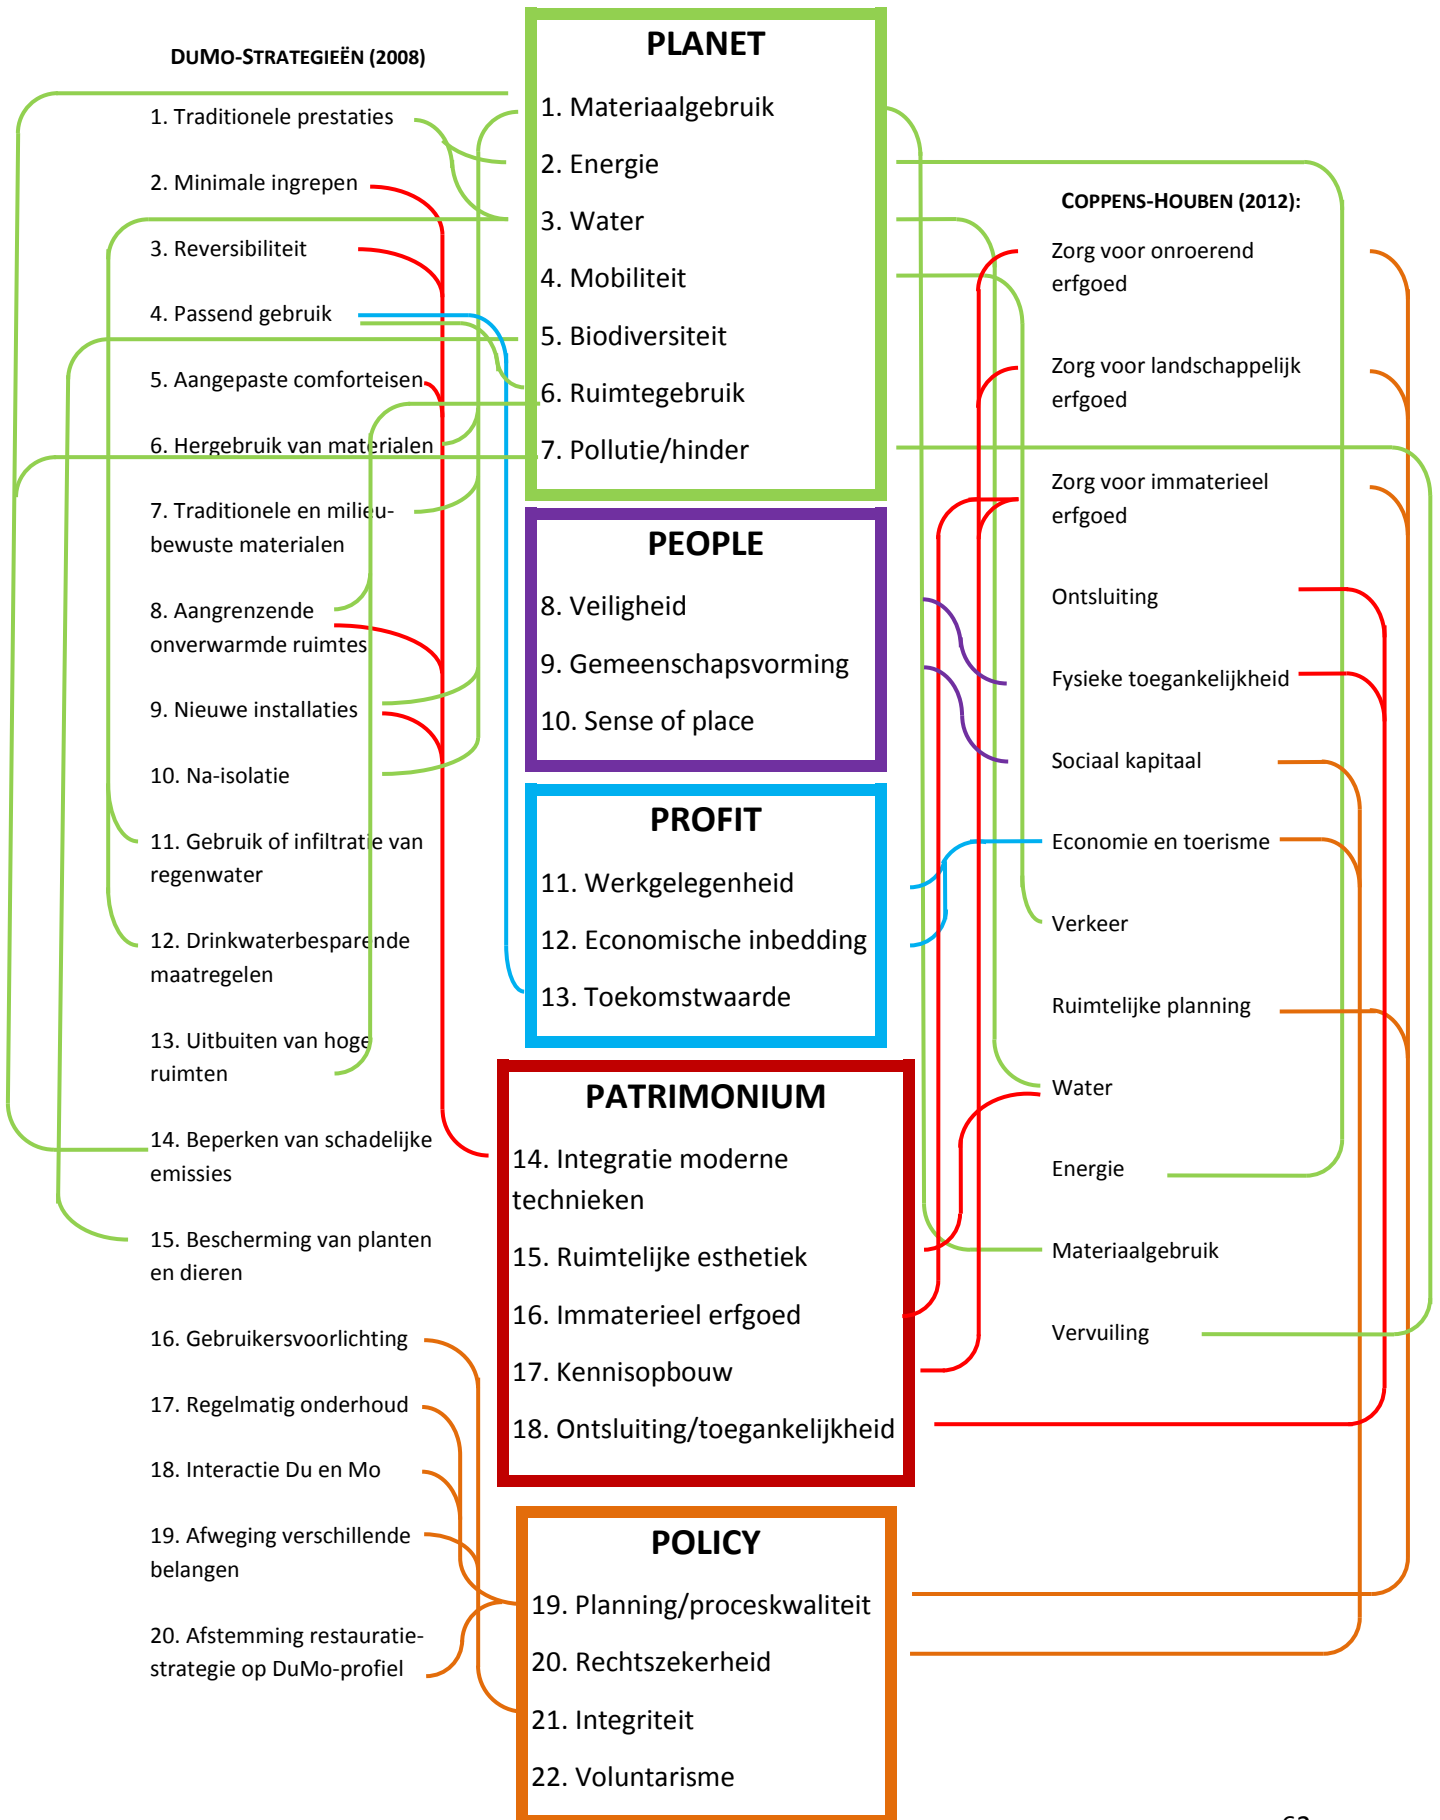 DUMO-STRATEGIEËN (2008)
1. Traditionele prestaties
2. Minimale ingrepen
3. Reversibiliteit
4. Passend gebruik
5. Aangepaste comforteisen
6. Hergebruik van materialen
7. Traditionele en milieu-
bewuste materialen
8. Aangrenzende
onverwarmde ruimtes
9. Nieuwe installaties
10. Na-isolatie
11. Gebruik of infiltratie van
regenwater
12. Drinkwaterbesparende
maatregelen
13. Uitbuiten van hoge
ruimten
14. Beperken van schadelijke
emissies
15. Bescherming van planten
en dieren
16. Gebruikersvoorlichting
17. Regelmatig onderhoud
18. Interactie Du en Mo
19. Afweging verschillende
belangen
20. Afstemming restauratie-
strategie op DuMo-profiel
PLANET
1. Materiaalgebruik
2. Energie
3. Water
4. Mobiliteit
5. Biodiversiteit
6. Ruimtegebruik
7. Pollutie/hinder
PEOPLE
8. Veiligheid
9. Gemeenschapsvorming
10. Sense of place
PROFIT
11. Werkgelegenheid
12. Economische inbedding
13. Toekomstwaarde
PATRIMONIUM
14. Integratie moderne
technieken
15. Ruimtelijke esthetiek
16. Immaterieel erfgoed
17. Kennisopbouw
18. Ontsluiting/toegankelijkheid
POLICY
19. Planning/proceskwaliteit
20. Rechtszekerheid
21. Integriteit
22. Voluntarisme
COPPENS-HOUBEN (2012):
Zorg voor onroerend
erfgoed
Zorg voor landschappelijk
erfgoed
Zorg voor immaterieel
erfgoed
Ontsluiting
Fysieke toegankelijkheid
Sociaal kapitaal
Economie en toerisme
Verkeer
Ruimtelijke planning
Water
Energie
Materiaalgebruik
Vervuiling